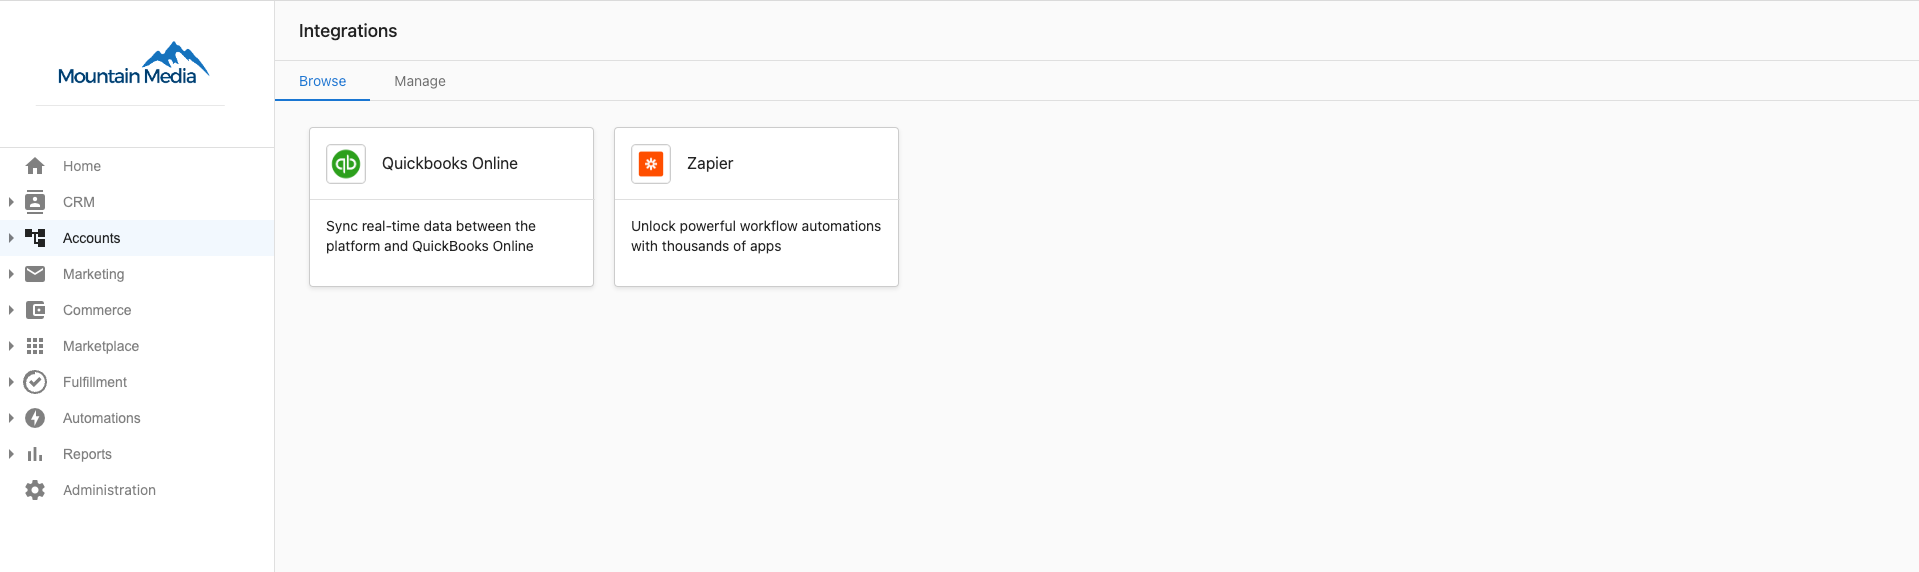 Mountain Media
Home
CRM
Accounts
Marketing
Commerce
Marketplace
Fulfillment
Automations
Reports
Administration
Integrations
Browse
Manage
qb
Quickbooks Online
Sync real-time data between the
platform and QuickBooks Online
Zapier
Unlock powerful workflow automations
with thousands of apps